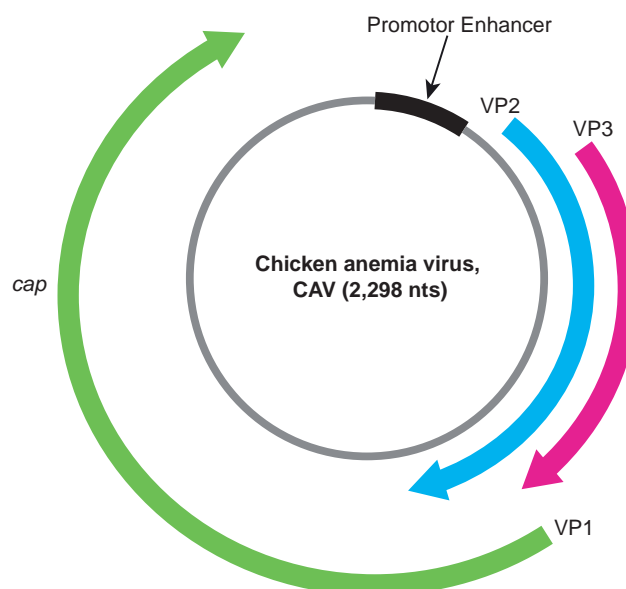 Promotor Enhancer
VP2
VP3
Chicken anemia virus,
CAV (2,298 nts)
cap
VP1